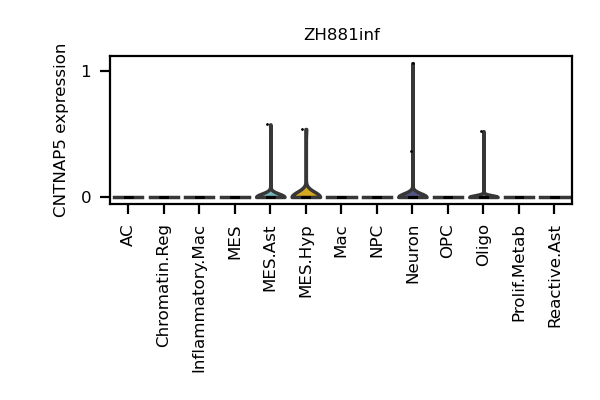 ZH881inf
CNTNAP5 expression
1
0
AC
Chromatin.Reg
Inflammatory.Mac
MES
MES.Ast
MES.Hyp
Mac
NPC
Neuron
OPC
Oligo
Prolif.Metab
Reactive.Ast